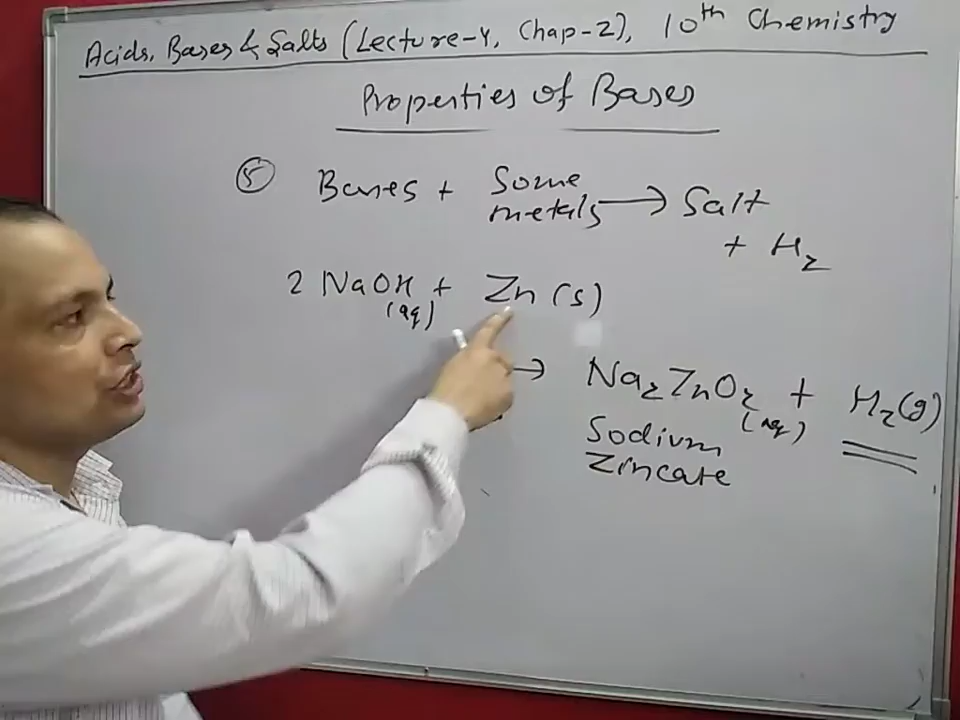 Acids, Bases & Salts (Lecture-4, Chap-2), 10th Chemistry
Properties of Bases
5 Bases + Some metals → Salt + H₂
2 NaOH (aq) + Zn (s)
→ Na₂ZnO₂ (aq) + H₂(g)
Sodium
Zincate